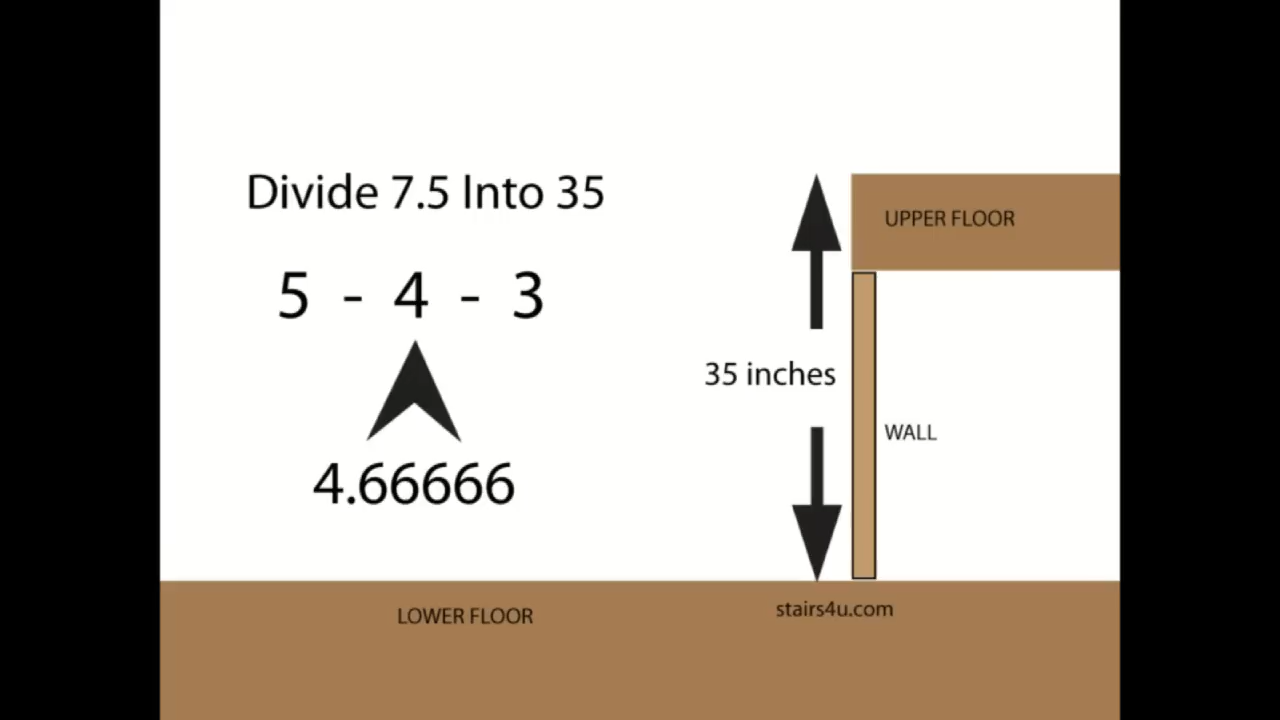 Divide 7.5 Into 35
5 - 4 - 3
4.66666
UPPER FLOOR
35 inches
WALL
LOWER FLOOR
stairs4u.com